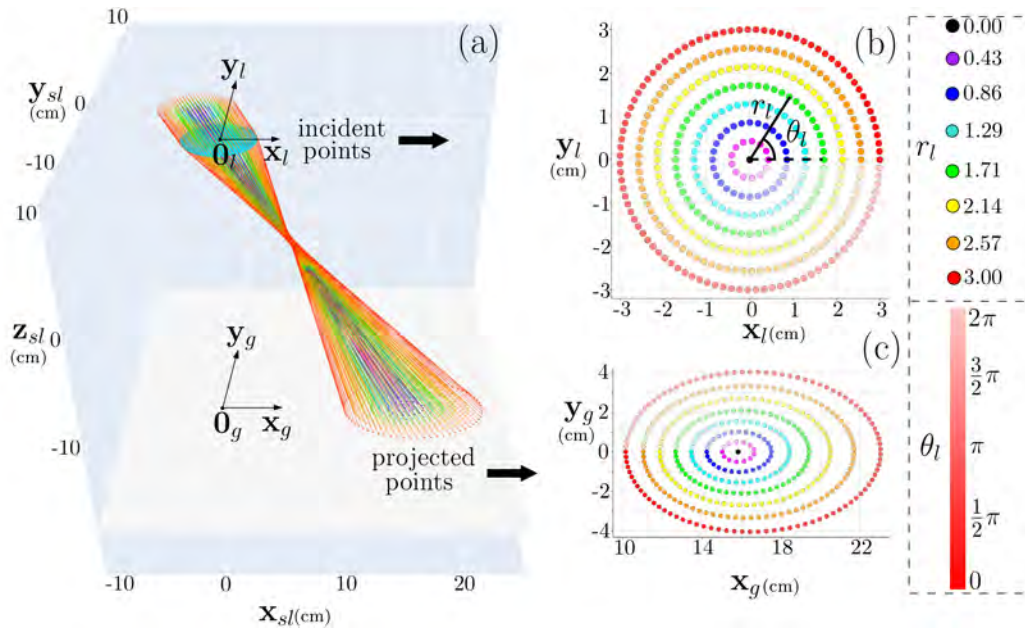 (a)
10
y_sl
(cm)
0
-10
y_l
0_l
x_l
incident
points
10
z_sl
(cm)
0
y_g
0_g
x_g
-10
projected
points
-10
0
10
20
x_sl(cm)
(b)
3
2
1
y_l
(cm)
0
-1
-2
-3
r_l
θ_l
-3
-2
-1
0
1
2
3
x_l(cm)
(c)
4
2
y_g
(cm)
0
-2
-4
10
14
18
22
x_g(cm)
r_l
0.00
0.43
0.86
1.29
1.71
2.14
2.57
3.00
θ_l
2π
3/2 π
π
1/2 π
0